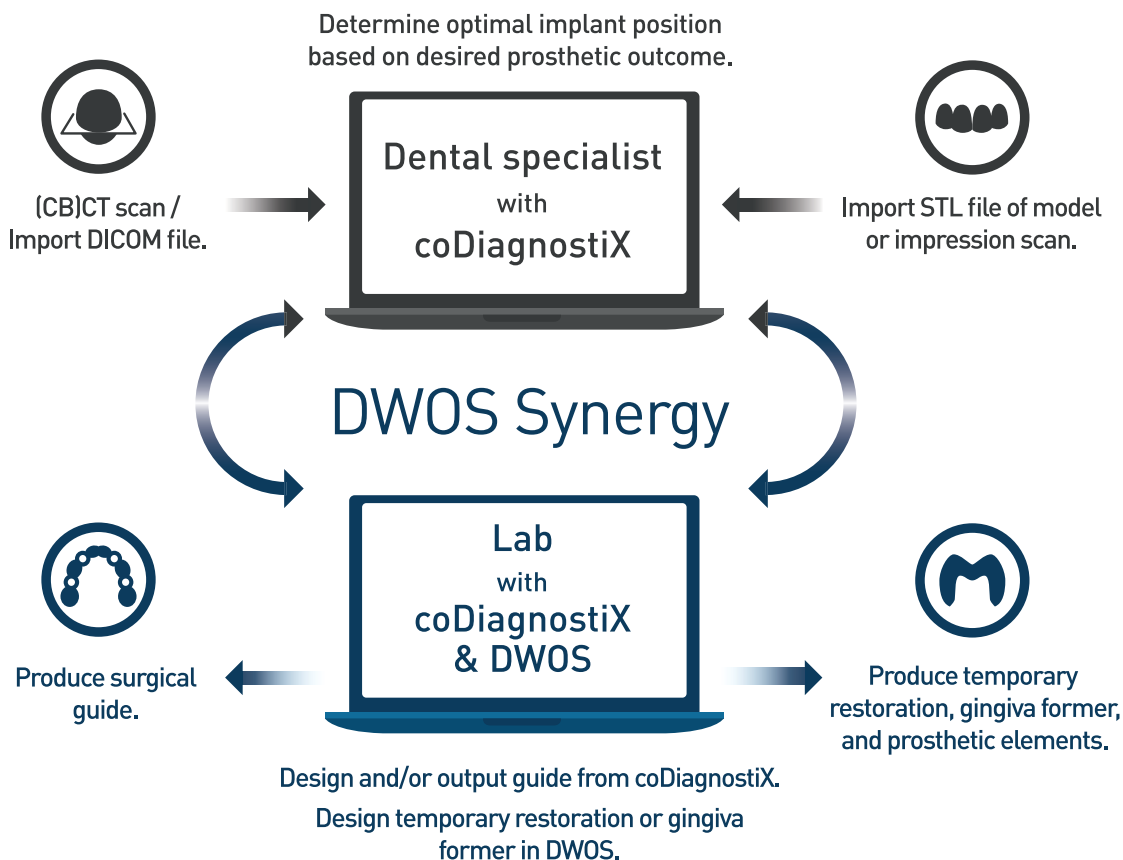 Determine optimal implant position
based on desired prosthetic outcome.
(CB)CT scan /
Import DICOM file.
Dental specialist
with
coDiagnostiX
Import STL file of model
or impression scan.
DWOS Synergy
Lab
with
coDiagnostiX
& DWOS
Produce surgical
guide.
Produce temporary
restoration, gingiva former,
and prosthetic elements.
Design and/or output guide from coDiagnostiX.
Design temporary restoration or gingiva
former in DWOS.